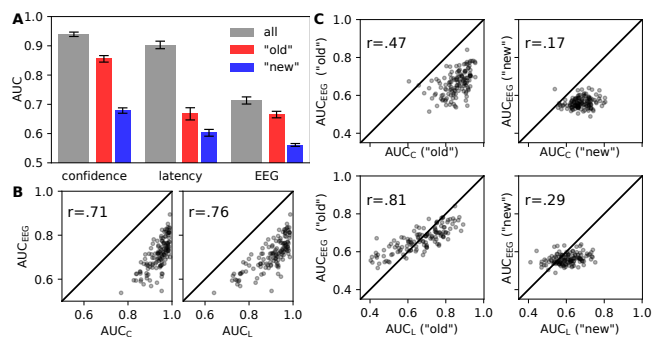 A
all
"old"
"new"
AUC
1.0
0.9
0.8
0.7
0.6
0.5
confidence
latency
EEG
B
r=.71
r=.76
AUC_EEG
1.0
0.8
0.6
0.6
0.8
1.0
0.6
0.8
1.0
AUC_C
AUC_L
C
r=.47
r=.17
AUC_EEG ("old")
1.0
0.8
0.6
0.4
AUC_EEG ("new")
AUC_C ("old")
AUC_C ("new")
r=.81
r=.29
AUC_EEG ("old")
1.0
0.8
0.6
0.4
AUC_EEG ("new")
0.4
0.6
0.8
1.0
0.4
0.6
0.8
1.0
AUC_L ("old")
AUC_L ("new")